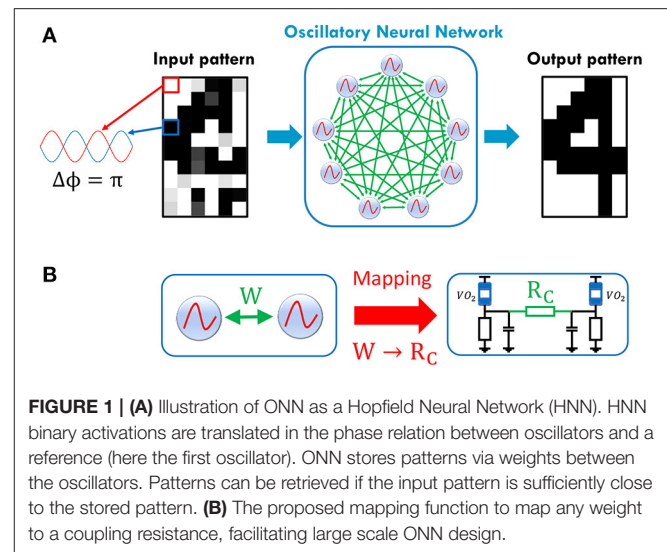 A
Input pattern
Oscillatory Neural Network
Output pattern
Δϕ = π
B
W
Mapping
W → R_C
VO₂
R_C
VO₂
FIGURE 1 | (A) Illustration of ONN as a Hopfield Neural Network (HNN). HNN
binary activations are translated in the phase relation between oscillators and a
reference (here the first oscillator). ONN stores patterns via weights between
the oscillators. Patterns can be retrieved if the input pattern is sufficiently close
to the stored pattern. (B) The proposed mapping function to map any weight
to a coupling resistance, facilitating large scale ONN design.